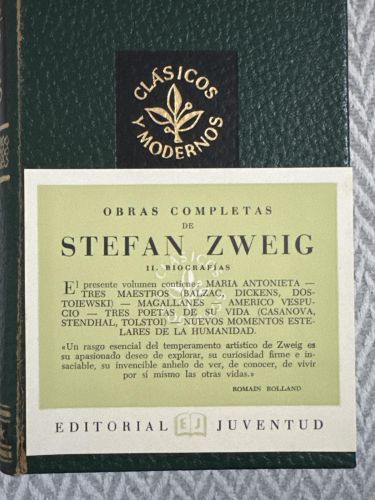 CLÁSICOS
Y MODERNOS
OBRAS COMPLETAS
DE
STEFAN ZWEIG
II. BIOGRAFÍAS
El presente volumen contiene: MARIA ANTONIETA —
TRES MAESTROS (BALZAC, DICKENS, DOS-
TOIEWSKI) — MAGALLANES — AMERICO VESPU-
CIO — TRES POETAS DE SU VIDA (CASANOVA,
STENDHAL, TOLSTOI) — NUEVOS MOMENTOS ESTE-
LARES DE LA HUMANIDAD.
«Un rasgo esencial del temperamento artístico de Zweig es
su apasionado deseo de explorar, su curiosidad firme e in-
saciable, su invencible anhelo de ver, de conocer, de vivir
por sí mismo las otras vidas.»
ROMAIN ROLLAND
EDITORIAL EJ JUVENTUD